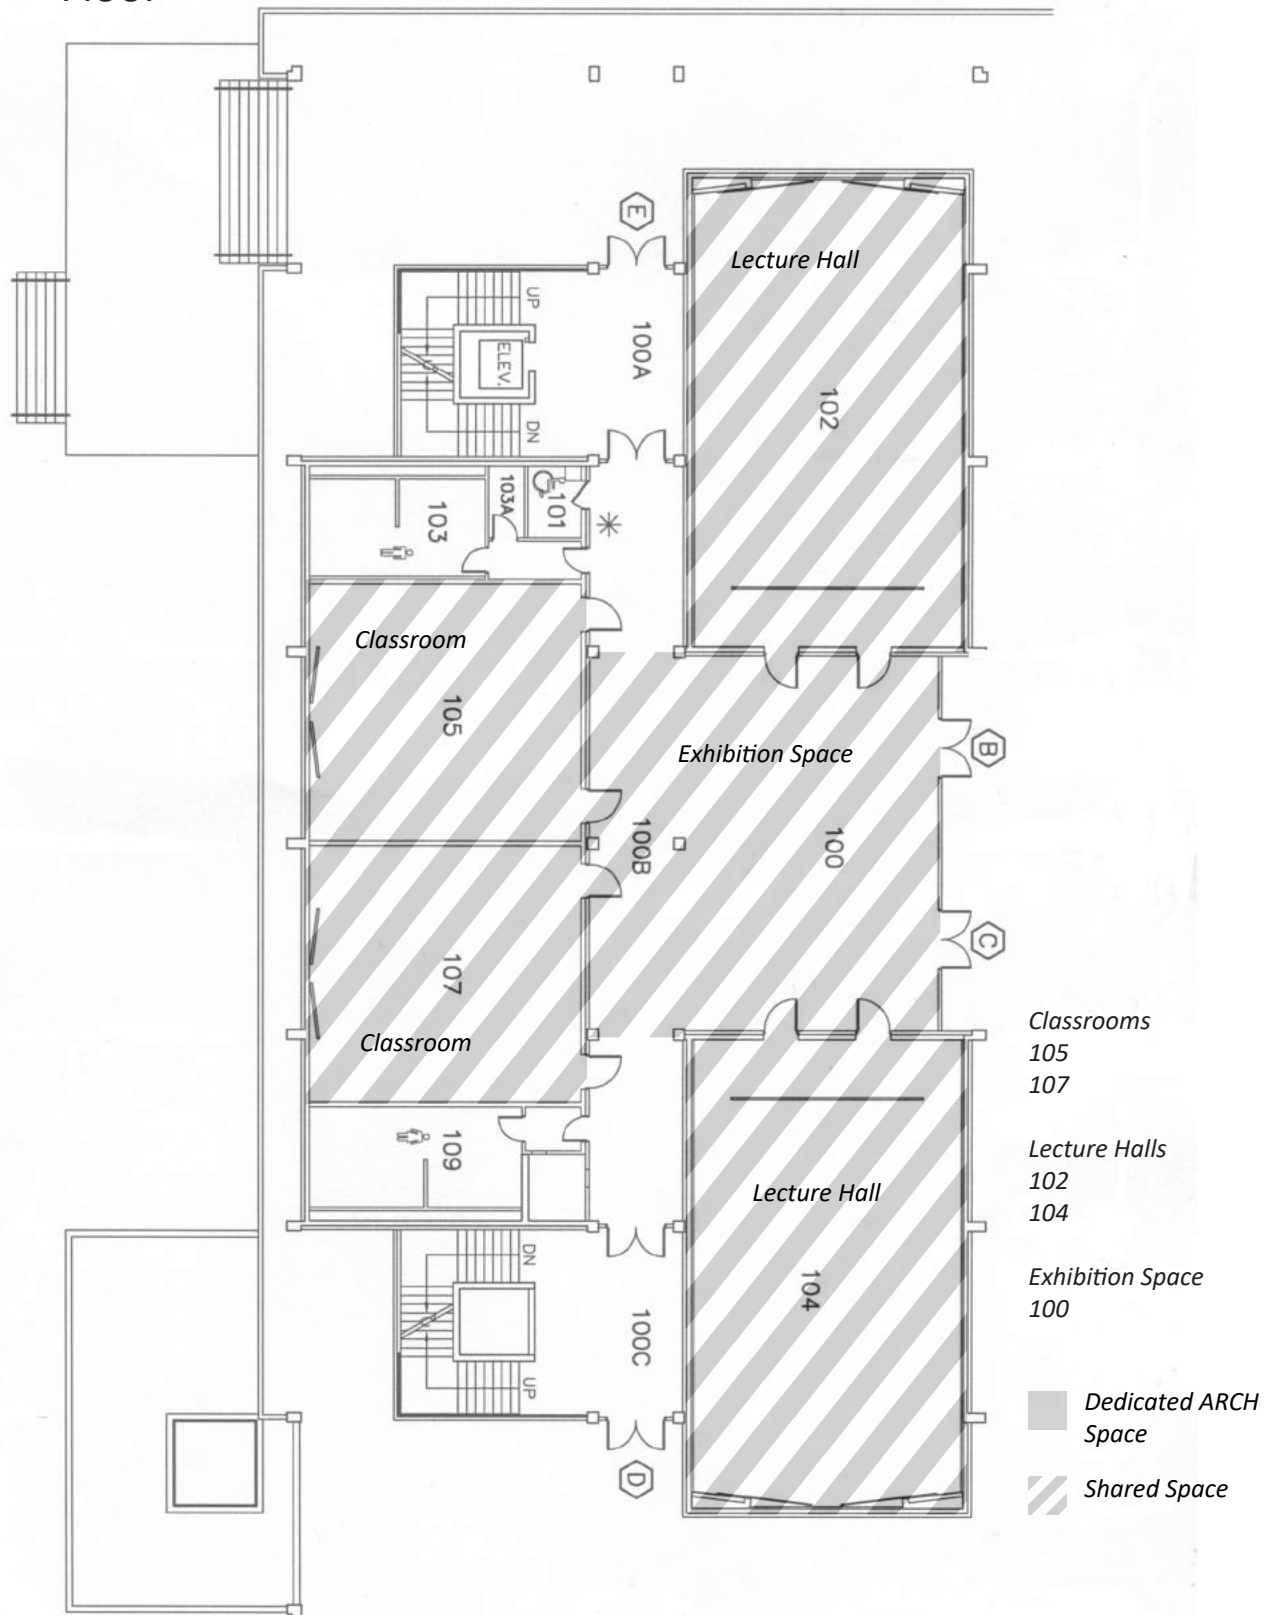 Floor
E
Lecture Hall
UP
100A
ELEV.
102
DN
103A
101
103
Classroom
105
B
Exhibition Space
100B
100
C
107
Classroom
Classrooms
105
107
109
Lecture Halls
102
104
Lecture Hall
DN
104
Exhibition Space
100
100C
UP
Dedicated ARCH
Space
D
Shared Space